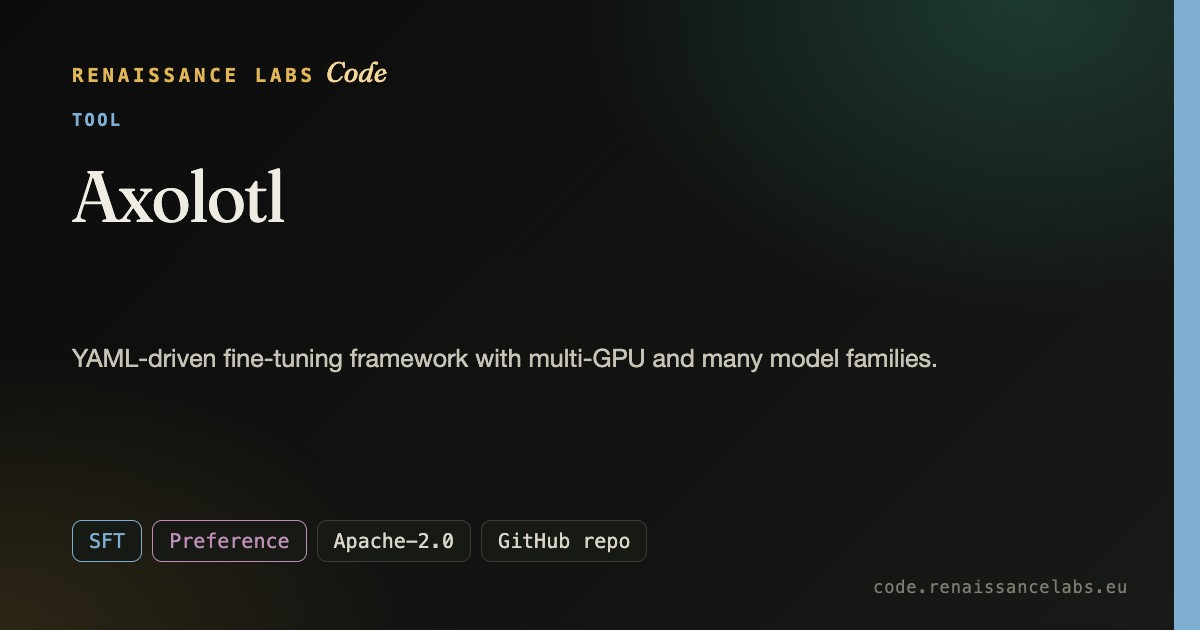 RENAISSANCE LABS Code
TOOL
Axolotl
YAML-driven fine-tuning framework with multi-GPU and many model families.
SFT
Preference
Apache-2.0
GitHub repo
code.renaissancelabs.eu